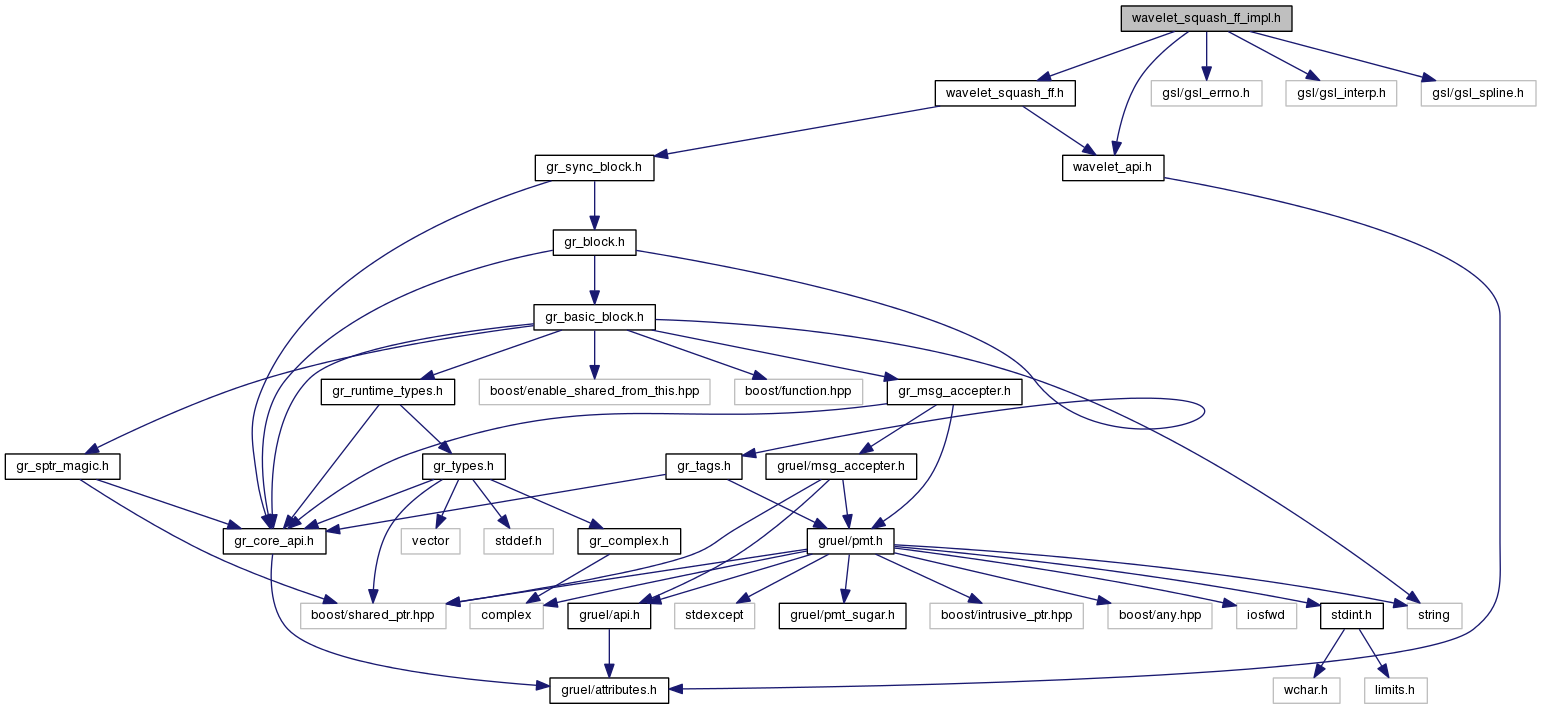 wavelet_squash_ff_impl.h
wavelet_squash_ff.h
gsl/gsl_errno.h
gsl/gsl_interp.h
gsl/gsl_spline.h
gr_sync_block.h
wavelet_api.h
gr_block.h
gr_basic_block.h
gr_runtime_types.h
boost/enable_shared_from_this.hpp
boost/function.hpp
gr_msg_accepter.h
gr_sptr_magic.h
gr_types.h
gr_tags.h
gruel/msg_accepter.h
gr_core_api.h
vector
stddef.h
gr_complex.h
gruel/pmt.h
boost/shared_ptr.hpp
complex
gruel/api.h
stdexcept
gruel/pmt_sugar.h
boost/intrusive_ptr.hpp
boost/any.hpp
iosfwd
stdint.h
string
gruel/attributes.h
wchar.h
limits.h